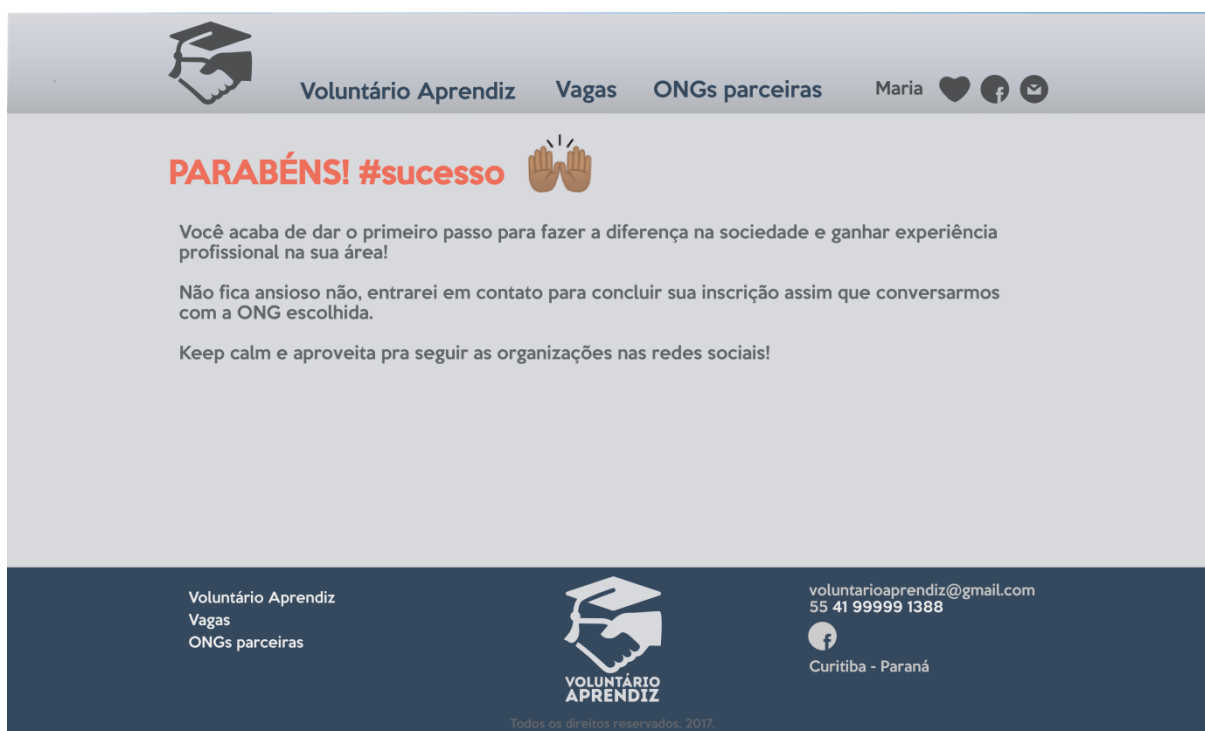 Voluntário Aprendiz Vagas ONGs parceiras Maria
PARABÉNS! #sucesso
Você acaba de dar o primeiro passo para fazer a diferença na sociedade e ganhar experiência
profissional na sua área!
Não fica ansioso não, entrarei em contato para concluir sua inscrição assim que conversarmos
com a ONG escolhida.
Keep calm e aproveita pra seguir as organizações nas redes sociais!
Voluntário Aprendiz
Vagas
ONGs parceiras
VOLUNTÁRIO
APRENDIZ
voluntarioaprendiz@gmail.com
55 41 99999 1388
Curitiba - Paraná
Todos os direitos reservados. 2017.